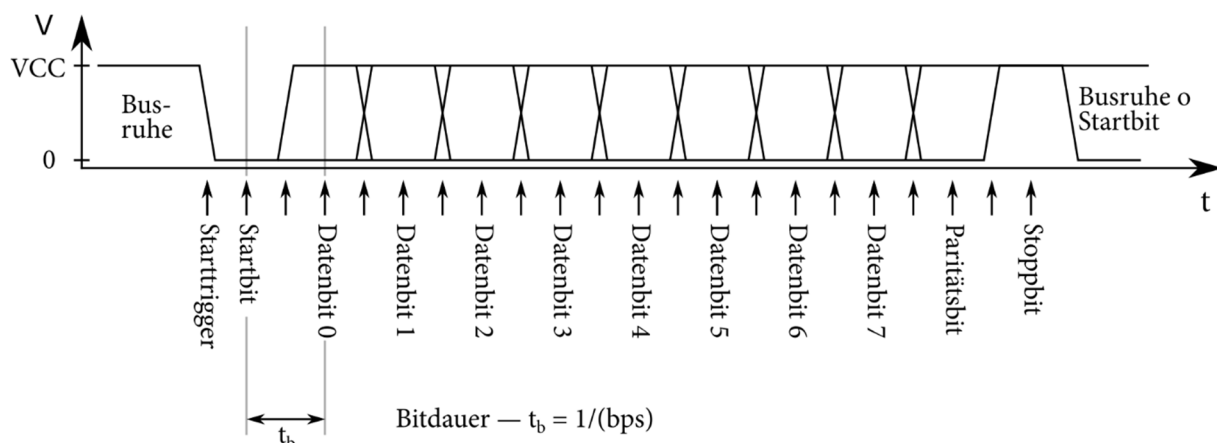 V
VCC
Bus-
ruhe
Busruhe o
Startbit
0
t
Starttrigger
Startbit
Datenbit 0
Datenbit 1
Datenbit 2
Datenbit 3
Datenbit 4
Datenbit 5
Datenbit 6
Datenbit 7
Paritätsbit
Stoppbit
Bitdauer — t_b = 1/(bps)
t_b